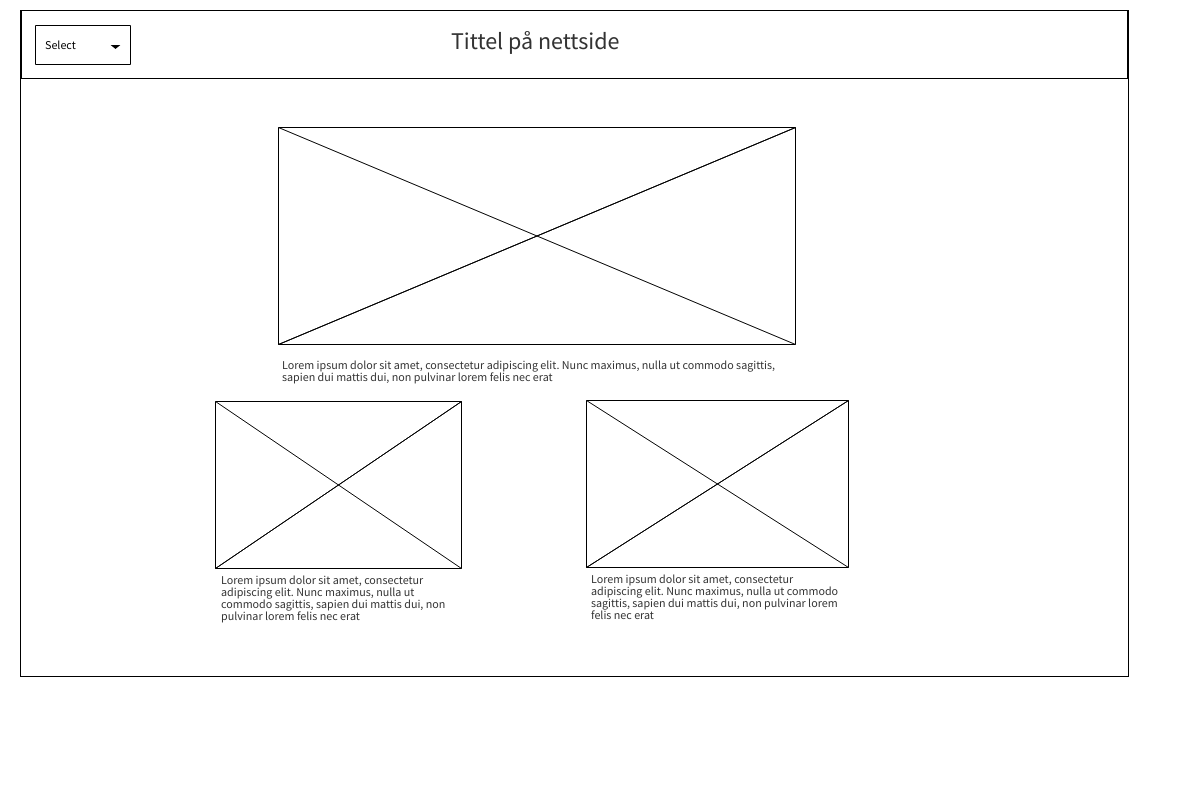 Select
Tittel på nettside
Lorem ipsum dolor sit amet, consectetur adipiscing elit. Nunc maximus, nulla ut commodo sagittis,
sapien dui mattis dui, non pulvinar lorem felis nec erat
Lorem ipsum dolor sit amet, consectetur
adipiscing elit. Nunc maximus, nulla ut
commodo sagittis, sapien dui mattis dui, non
pulvinar lorem felis nec erat
Lorem ipsum dolor sit amet, consectetur
adipiscing elit. Nunc maximus, nulla ut commodo
sagittis, sapien dui mattis dui, non pulvinar lorem
felis nec erat